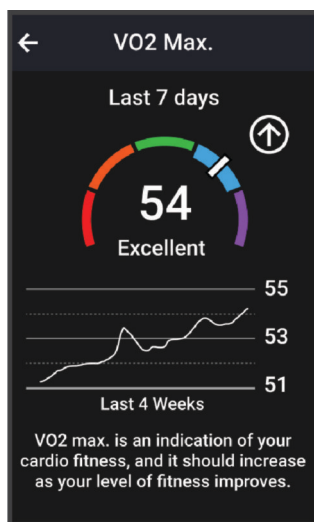 VO2 Max.
Last 7 days
54
Excellent
55
53
51
Last 4 Weeks
VO2 max. is an indication of your
cardio fitness, and it should increase
as your level of fitness improves.